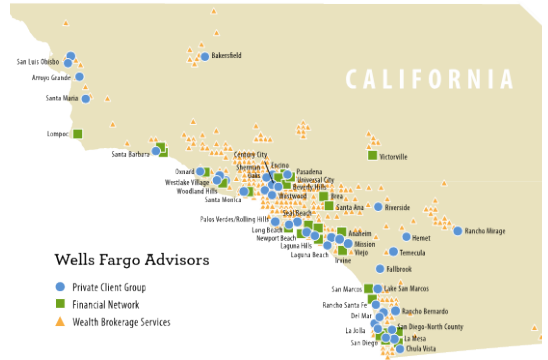 San Luis Obisbo
Bakersfield
Arroyo Grande
CALIFORNIA
Santa Maria
Lompoc
Santa Barbara
Century City
Victorville
Sherman
Oaks
Encino
Oxnard
Pasadena
Universal City
Westlake Village
Beverly Hills
Woodland Hills
Westwood
Brea
Santa Monica
Santa Ana
Riverside
Palos Verdes/Rolling Hills
Seal Beach
Long Beach
Anaheim
Rancho Mirage
Newport Beach
Mission
Viejo
Hemet
Laguna Hills
Laguna Beach
Irvine
Temecula
Wells Fargo Advisors
Fallbrook
Private Client Group
San Marcos
Lake San Marcos
Financial Network
Rancho Santa Fe
Rancho Bernardo
Wealth Brokerage Services
Del Mar
La Jolla
San Diego-North County
San Diego
La Mesa
Chula Vista